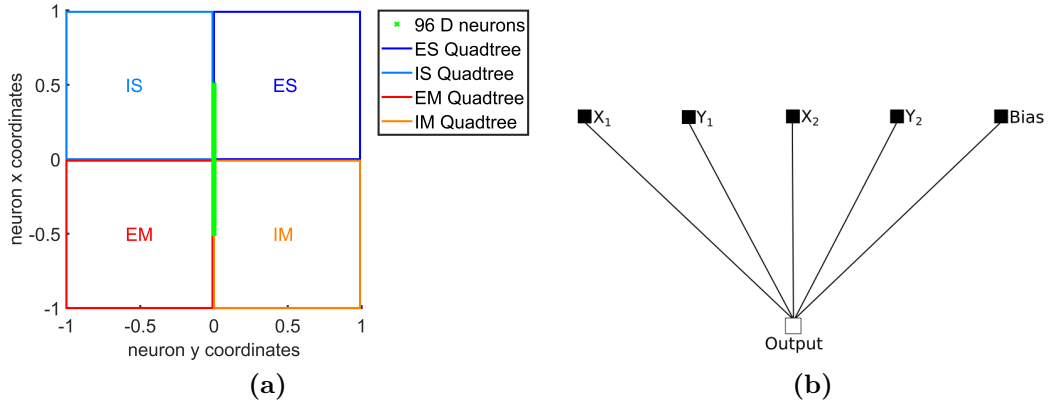 1
0.5
0
-0.5
-1
-1
-0.5
0
0.5
1
neuron x coordinates
neuron y coordinates
IS
ES
EM
IM
96 D neurons
ES Quadtree
IS Quadtree
EM Quadtree
IM Quadtree
(a)
X₁
Y₁
X₂
Y₂
Bias
Output
(b)